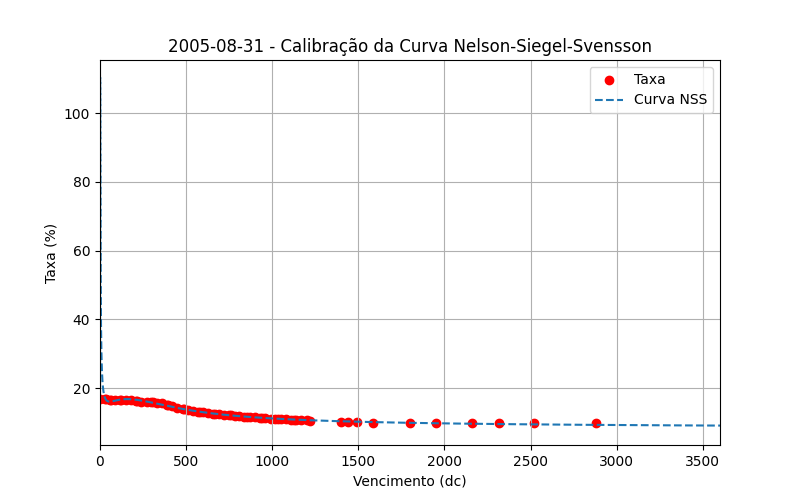 2005-08-31 - Calibração da Curva Nelson-Siegel-Svensson
Taxa
Curva NSS
100
80
60
40
20
Taxa (%)
0
500
1000
1500
2000
2500
3000
3500
Vencimento (dc)